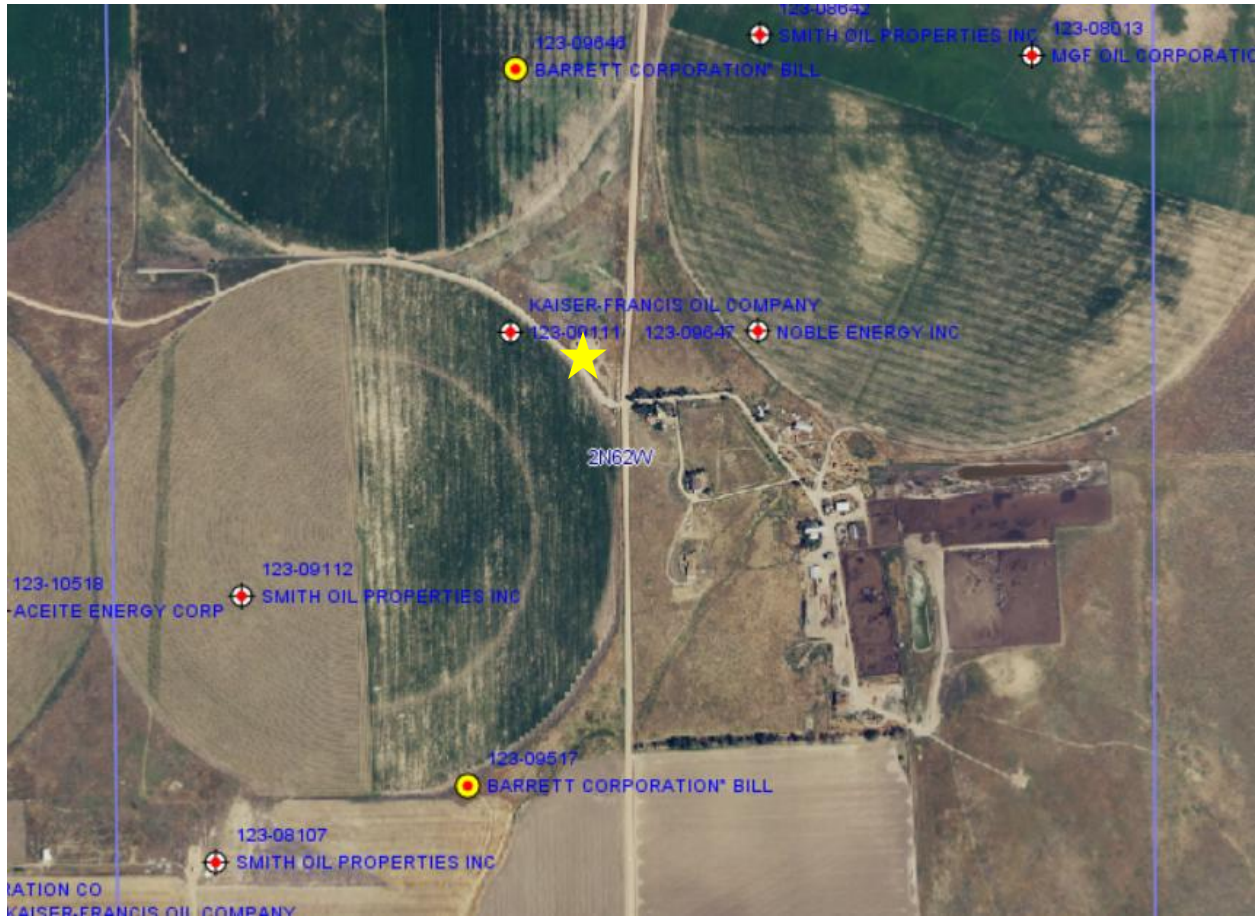 123-08642
SMITH OIL PROPERTIES INC
123-08013
MGF OIL CORPORATIO
123-09646
BARRETT CORPORATION* BILL
KAISER-FRANCIS OIL COMPANY
123-09111
123-09647
NOBLE ENERGY INC
2N62W
123-09112
SMITH OIL PROPERTIES INC
123-10518
ACEITE ENERGY CORP
123-09517
BARRETT CORPORATION* BILL
123-08107
SMITH OIL PROPERTIES INC
RATION CO
KAISER-FRANCIS OIL COMPANY